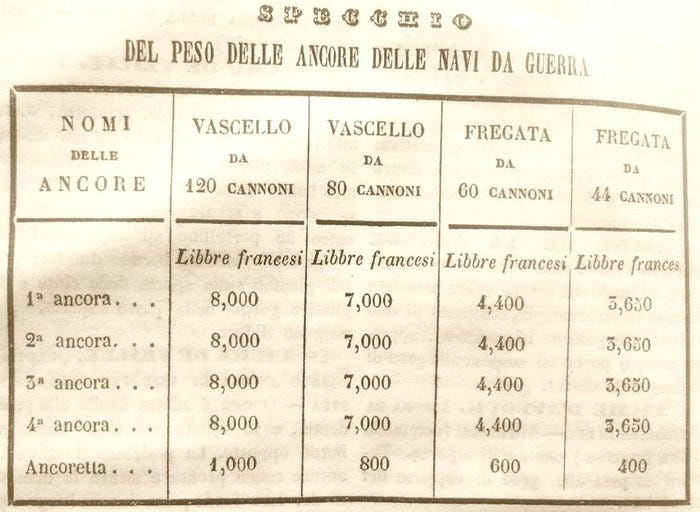 SPECCHIO
DEL PESO DELLE ANCORE DELLE NAVI DA GUERRA
NOMI DELLE ANCORE | VASCELLO DA 120 CANNONI | VASCELLO DA 80 CANNONI | FREGATA DA 60 CANNONI | FREGATA DA 44 CANNONI
Libbre francesi | Libbre francesi | Libbre francesi | Libbre frances
1ª ancora. . . | 8,000 | 7,000 | 4,400 | 3,650
2ª ancora. . . | 8,000 | 7,000 | 4,400 | 3,650
3ª ancora. . . | 8,000 | 7,000 | 4,400 | 3,650
4ª ancora. . . | 8,000 | 7,000 | 4,400 | 3,650
Ancoretta. . . | 1,000 | 800 | 600 | 400